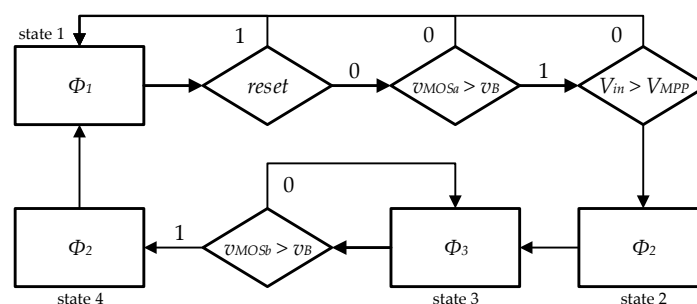 state 1
1
0
0
Φ1
reset
0
vMOSa > vB
1
Vin > VMPP
0
Φ2
1
vMOSb > vB
Φ3
Φ2
state 4
state 3
state 2